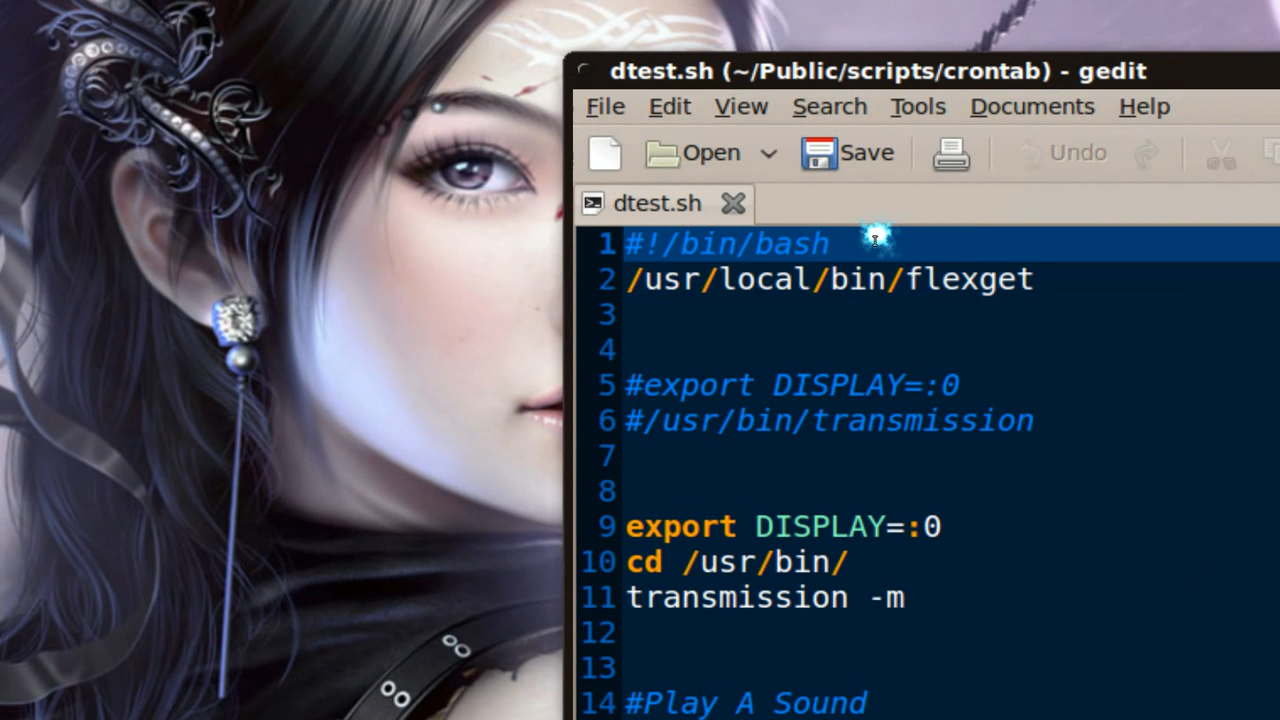 dtest.sh (~/Public/scripts/crontab) - gedit
File Edit View Search Tools Documents Help
Open Save Undo
dtest.sh
1 #!/bin/bash
2 /usr/local/bin/flexget
3
4
5 #export DISPLAY=:0
6 #/usr/bin/transmission
7
8
9 export DISPLAY=:0
10 cd /usr/bin/
11 transmission -m
12
13
14 #Play A Sound